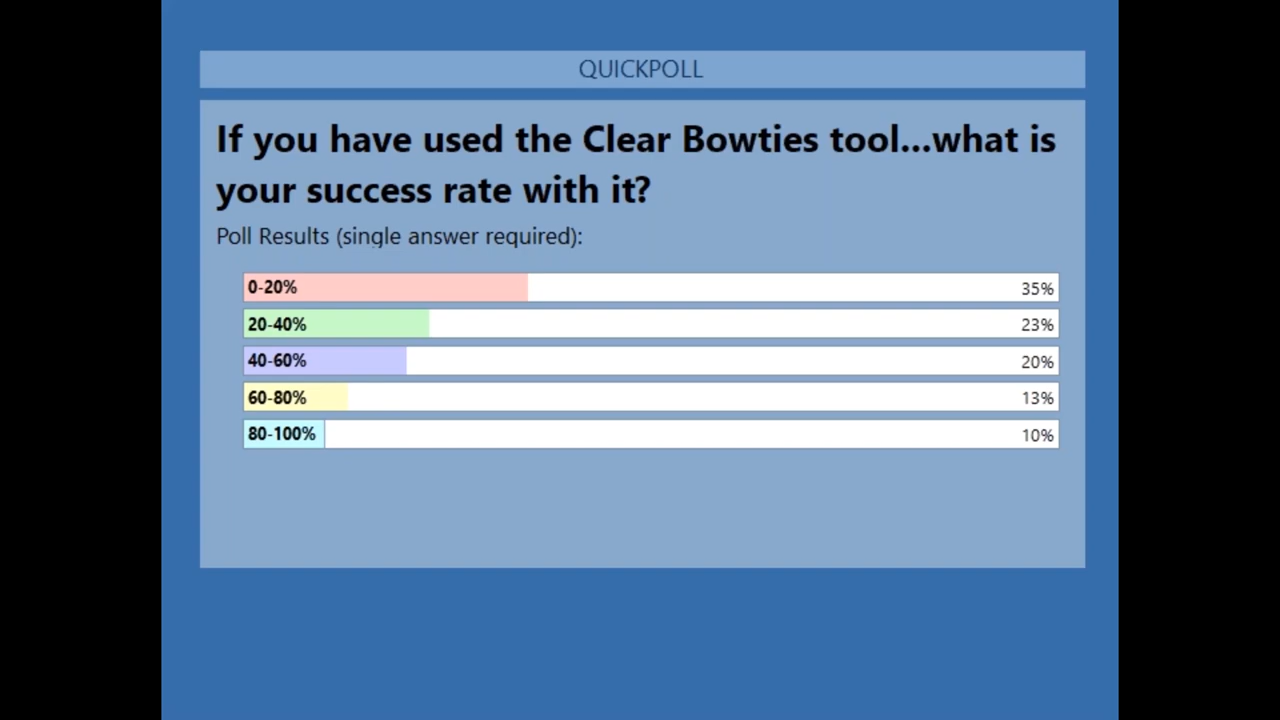 QUICKPOLL
If you have used the Clear Bowties tool...what is
your success rate with it?
Poll Results (single answer required):
0-20% 35%
20-40% 23%
40-60% 20%
60-80% 13%
80-100% 10%